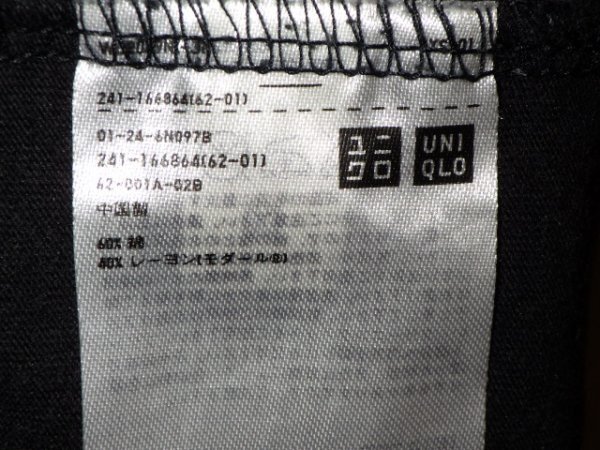 241-166864(62-01)
01-24-6N097B
241-166864(62-01)
62-001A-02B
中国製
60% 綿
40% レーヨン(モダール®)
ユニ
クロ
UNI
QLO